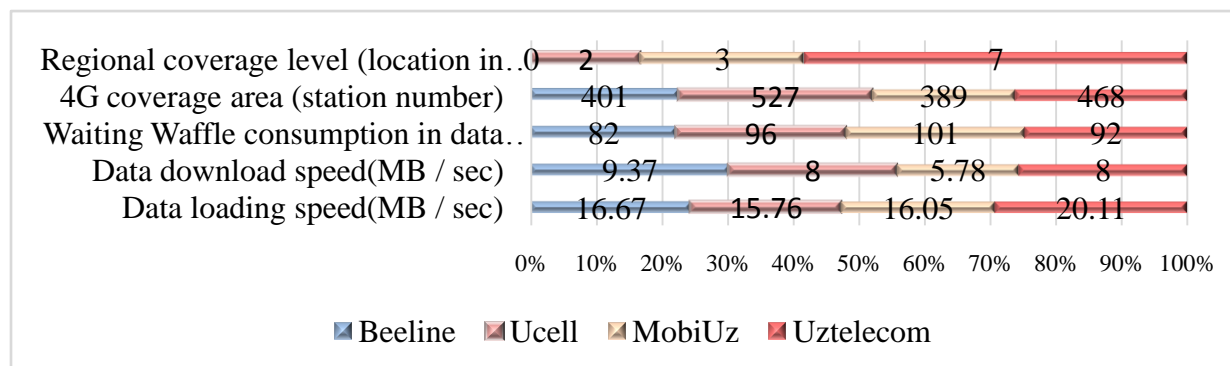 Regional coverage level (location in.. 0 2 3 7
4G coverage area (station number) 401 527 389 468
Waiting Waffle consumption in data.. 82 96 101 92
Data download speed(MB / sec) 9.37 8 5.78 8
Data loading speed(MB / sec) 16.67 15.76 16.05 20.11
0% 10% 20% 30% 40% 50% 60% 70% 80% 90% 100%
Beeline Ucell MobiUz Uztelecom